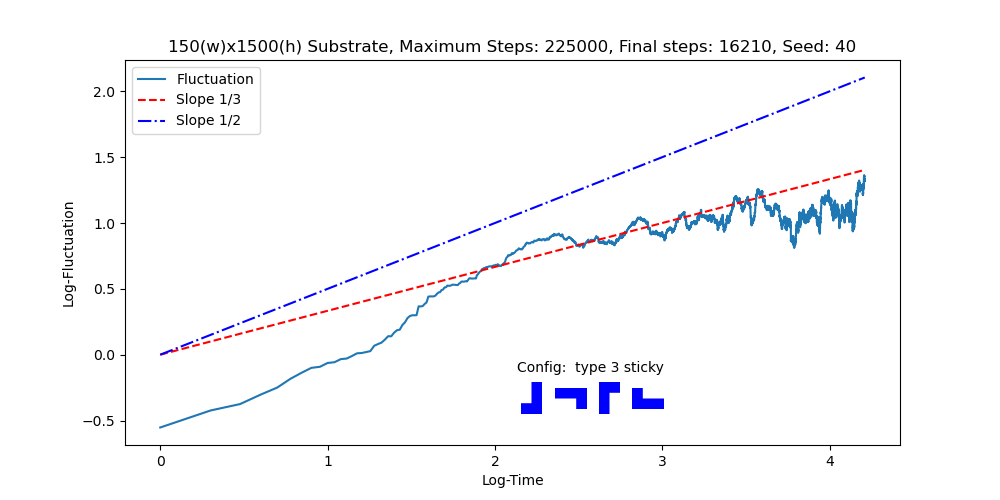 150(w)x1500(h) Substrate, Maximum Steps: 225000, Final steps: 16210, Seed: 40
Fluctuation
Slope 1/3
Slope 1/2
2.0
1.5
1.0
0.5
0.0
−0.5
Log-Fluctuation
Config:  type 3 sticky
0
1
2
3
4
Log-Time